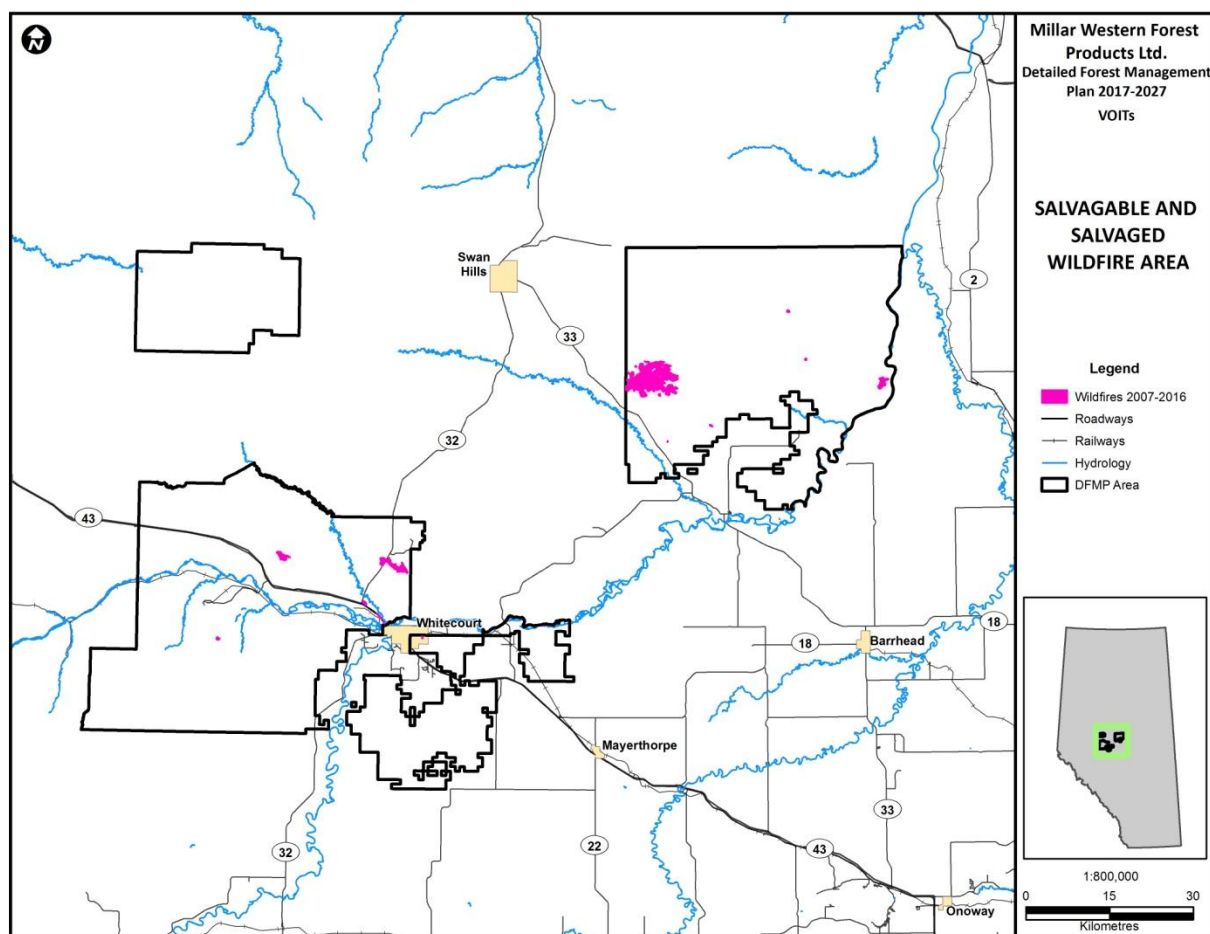 N
Millar Western Forest
Products Ltd.
Detailed Forest Management
Plan 2017-2027
VOITs
SALVAGABLE AND
SALVAGED
WILDFIRE AREA
Legend
Wildfires 2007-2016
Roadways
Railways
Hydrology
DFMP Area
1:800,000
0 15 30
Kilometres
Swan
Hills
2
33
32
43
Whitecourt
18
Barrhead
18
Mayerthorpe
33
32
22
43
Onoway